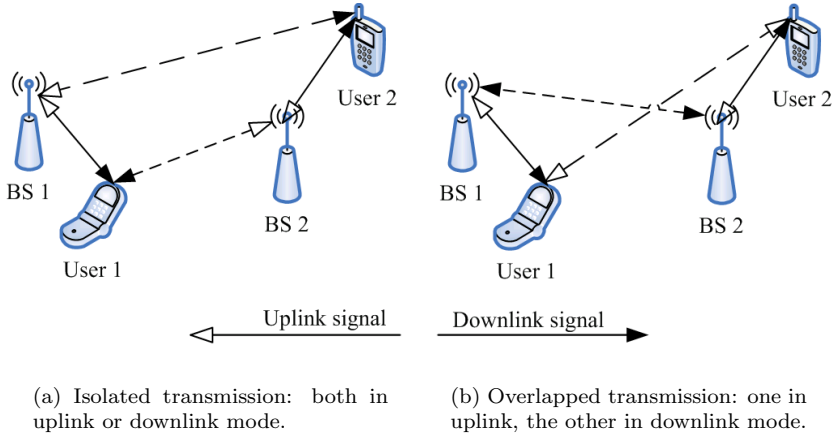 User 2
BS 1
BS 2
User 1
User 2
BS 1
BS 2
User 1
Uplink signal
Downlink signal
(a) Isolated transmission: both in
uplink or downlink mode.
(b) Overlapped transmission: one in
uplink, the other in downlink mode.